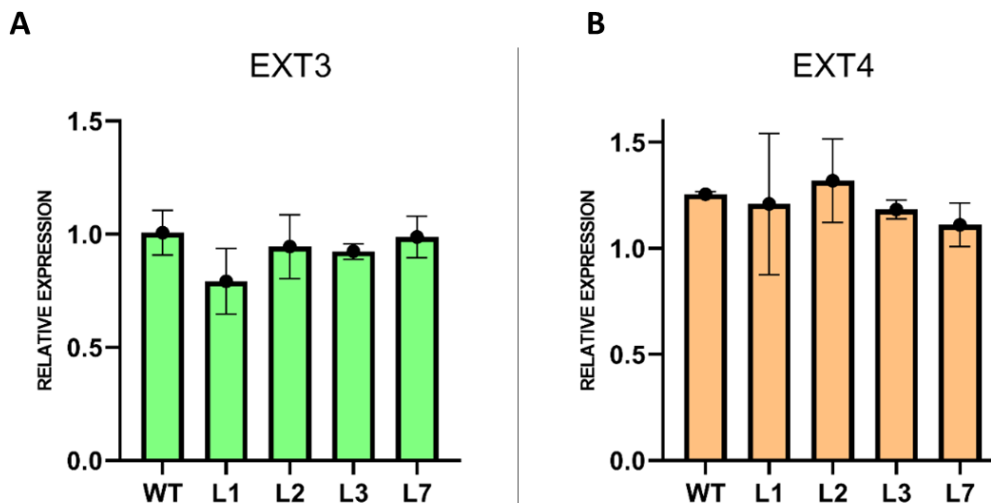 A
EXT3
RELATIVE EXPRESSION
1.5
1.0
0.5
0.0
WT L1 L2 L3 L7
B
EXT4
RELATIVE EXPRESSION
1.5
1.0
0.5
0.0
WT L1 L2 L3 L7